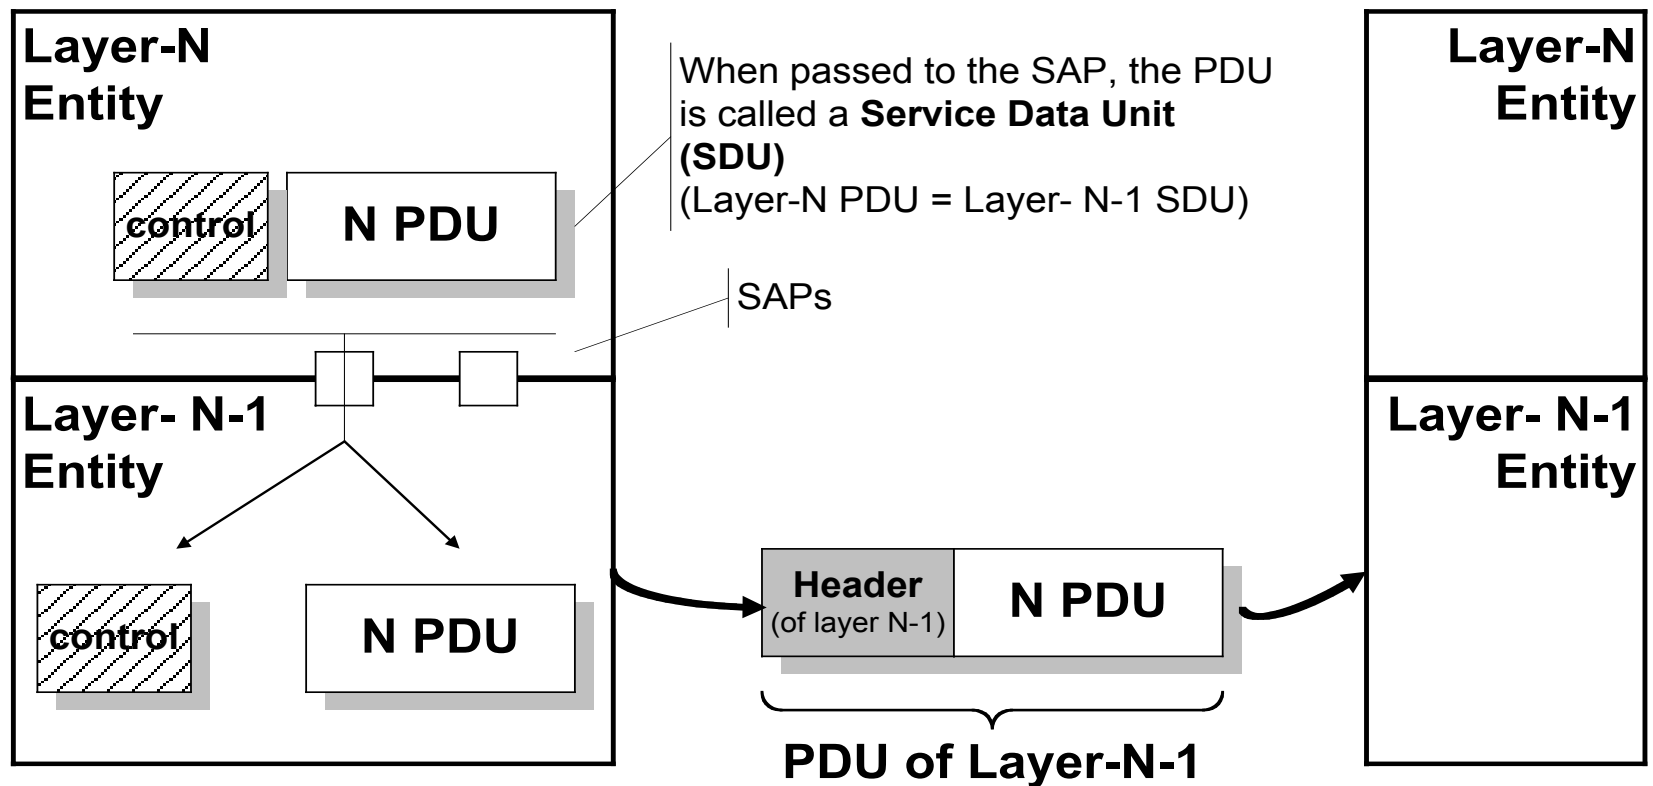 Layer-N
Entity
When passed to the SAP, the PDU
is called a Service Data Unit
(SDU)
(Layer-N PDU = Layer- N-1 SDU)
control
N PDU
SAPs
Layer- N-1
Entity
control
N PDU
Header
(of layer N-1)
N PDU
PDU of Layer-N-1
Layer-N
Entity
Layer- N-1
Entity